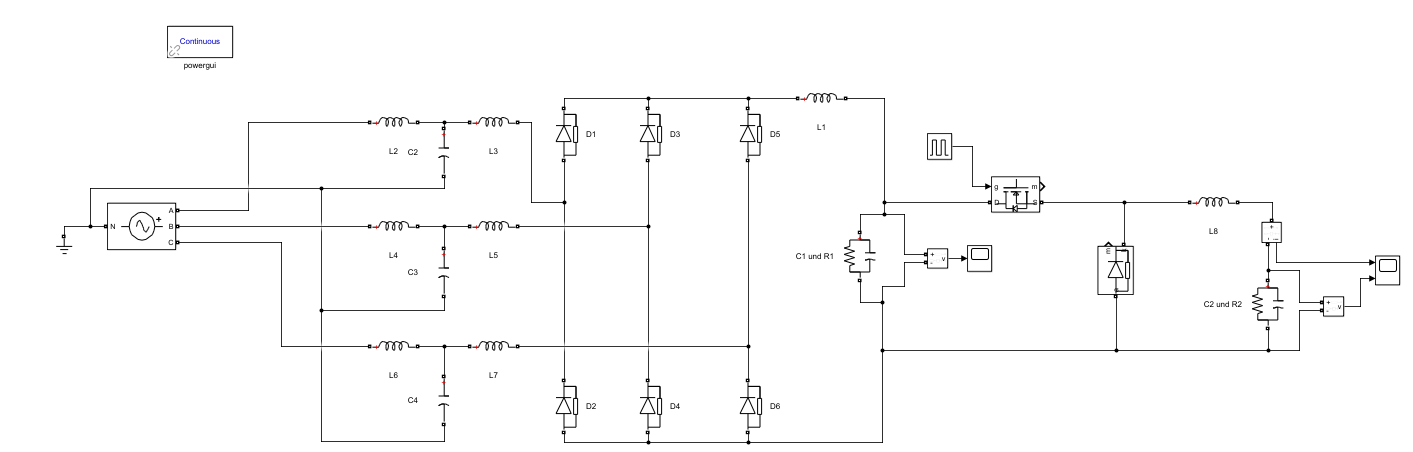 Continuous
powergui
L2
C2
L3
D1
D3
D5
L1
N
A
B
C
L4
L5
C3
L6
L7
C4
D2
D4
D6
C1 und R1
+
-
v
g
m
D
S
L8
C2 und R2
+
-
v